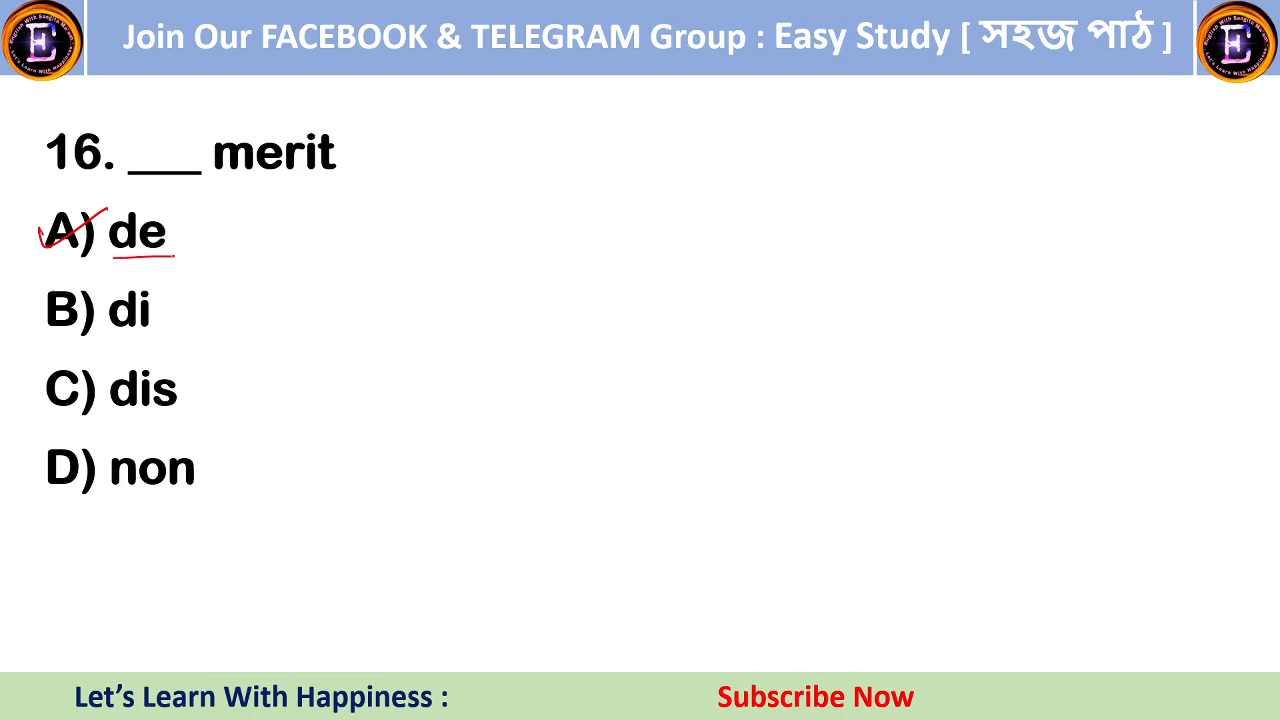 Join Our FACEBOOK & TELEGRAM Group : Easy Study [ সহজ পাঠ ]
16. ___ merit
A) de
B) di
C) dis
D) non
Let’s Learn With Happiness :
Subscribe Now